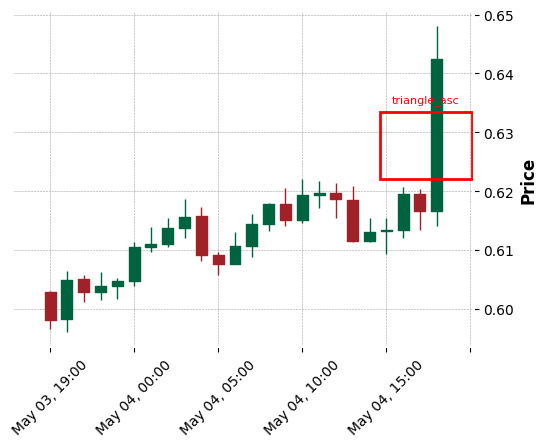 0.65
0.64
triangle_asc
0.63
0.62
0.61
0.60
Price
May 03, 19:00
May 04, 00:00
May 04, 05:00
May 04, 10:00
May 04, 15:00